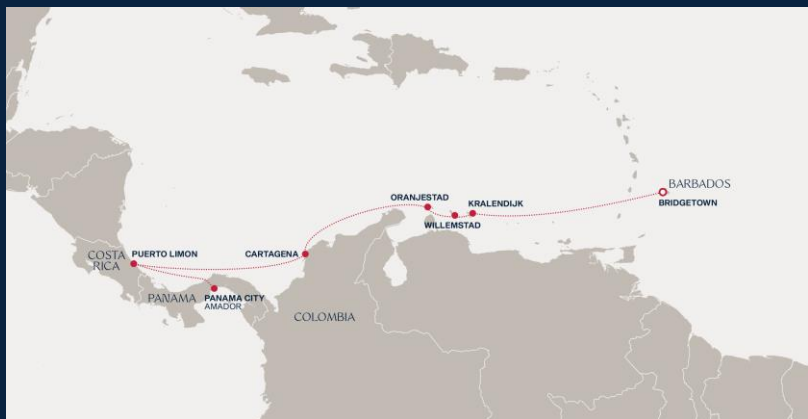 ORANJESTAD
KRALENDIJK
WILLEMSTAD
BARBADOS
BRIDGETOWN
COSTA
RICA
PUERTO LIMON
CARTAGENA
PANAMA
PANAMA CITY
AMADOR
COLOMBIA